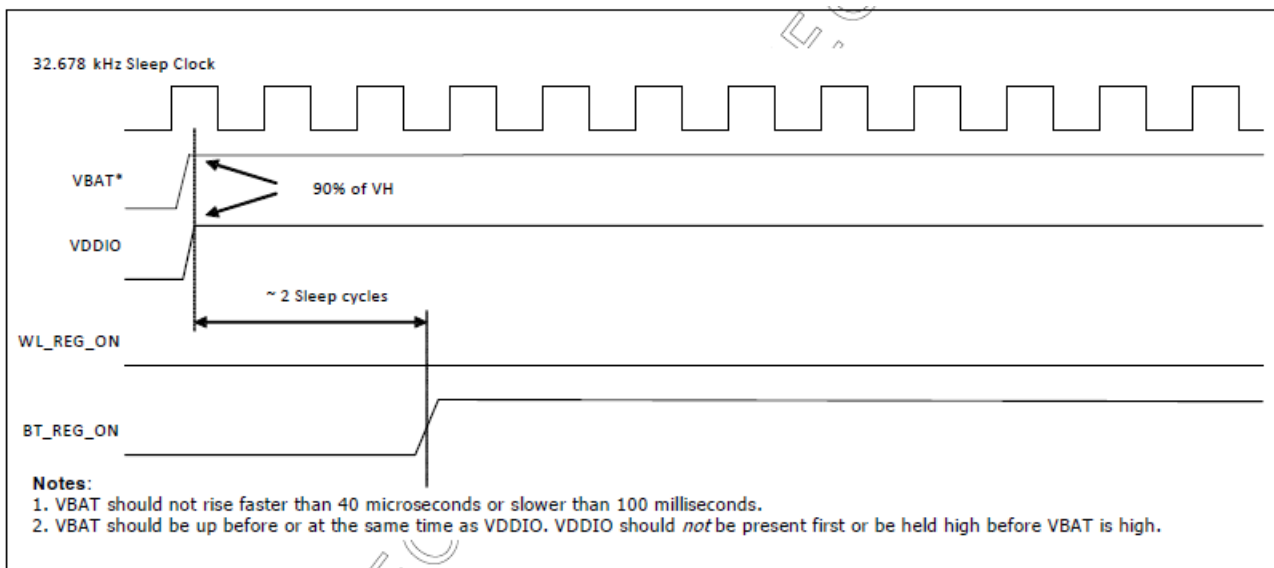 32.678 kHz Sleep Clock
VBAT*
90% of VH
VDDIO
~ 2 Sleep cycles
WL_REG_ON
BT_REG_ON
Notes:
1. VBAT should not rise faster than 40 microseconds or slower than 100 milliseconds.
2. VBAT should be up before or at the same time as VDDIO. VDDIO should not be present first or be held high before VBAT is high.